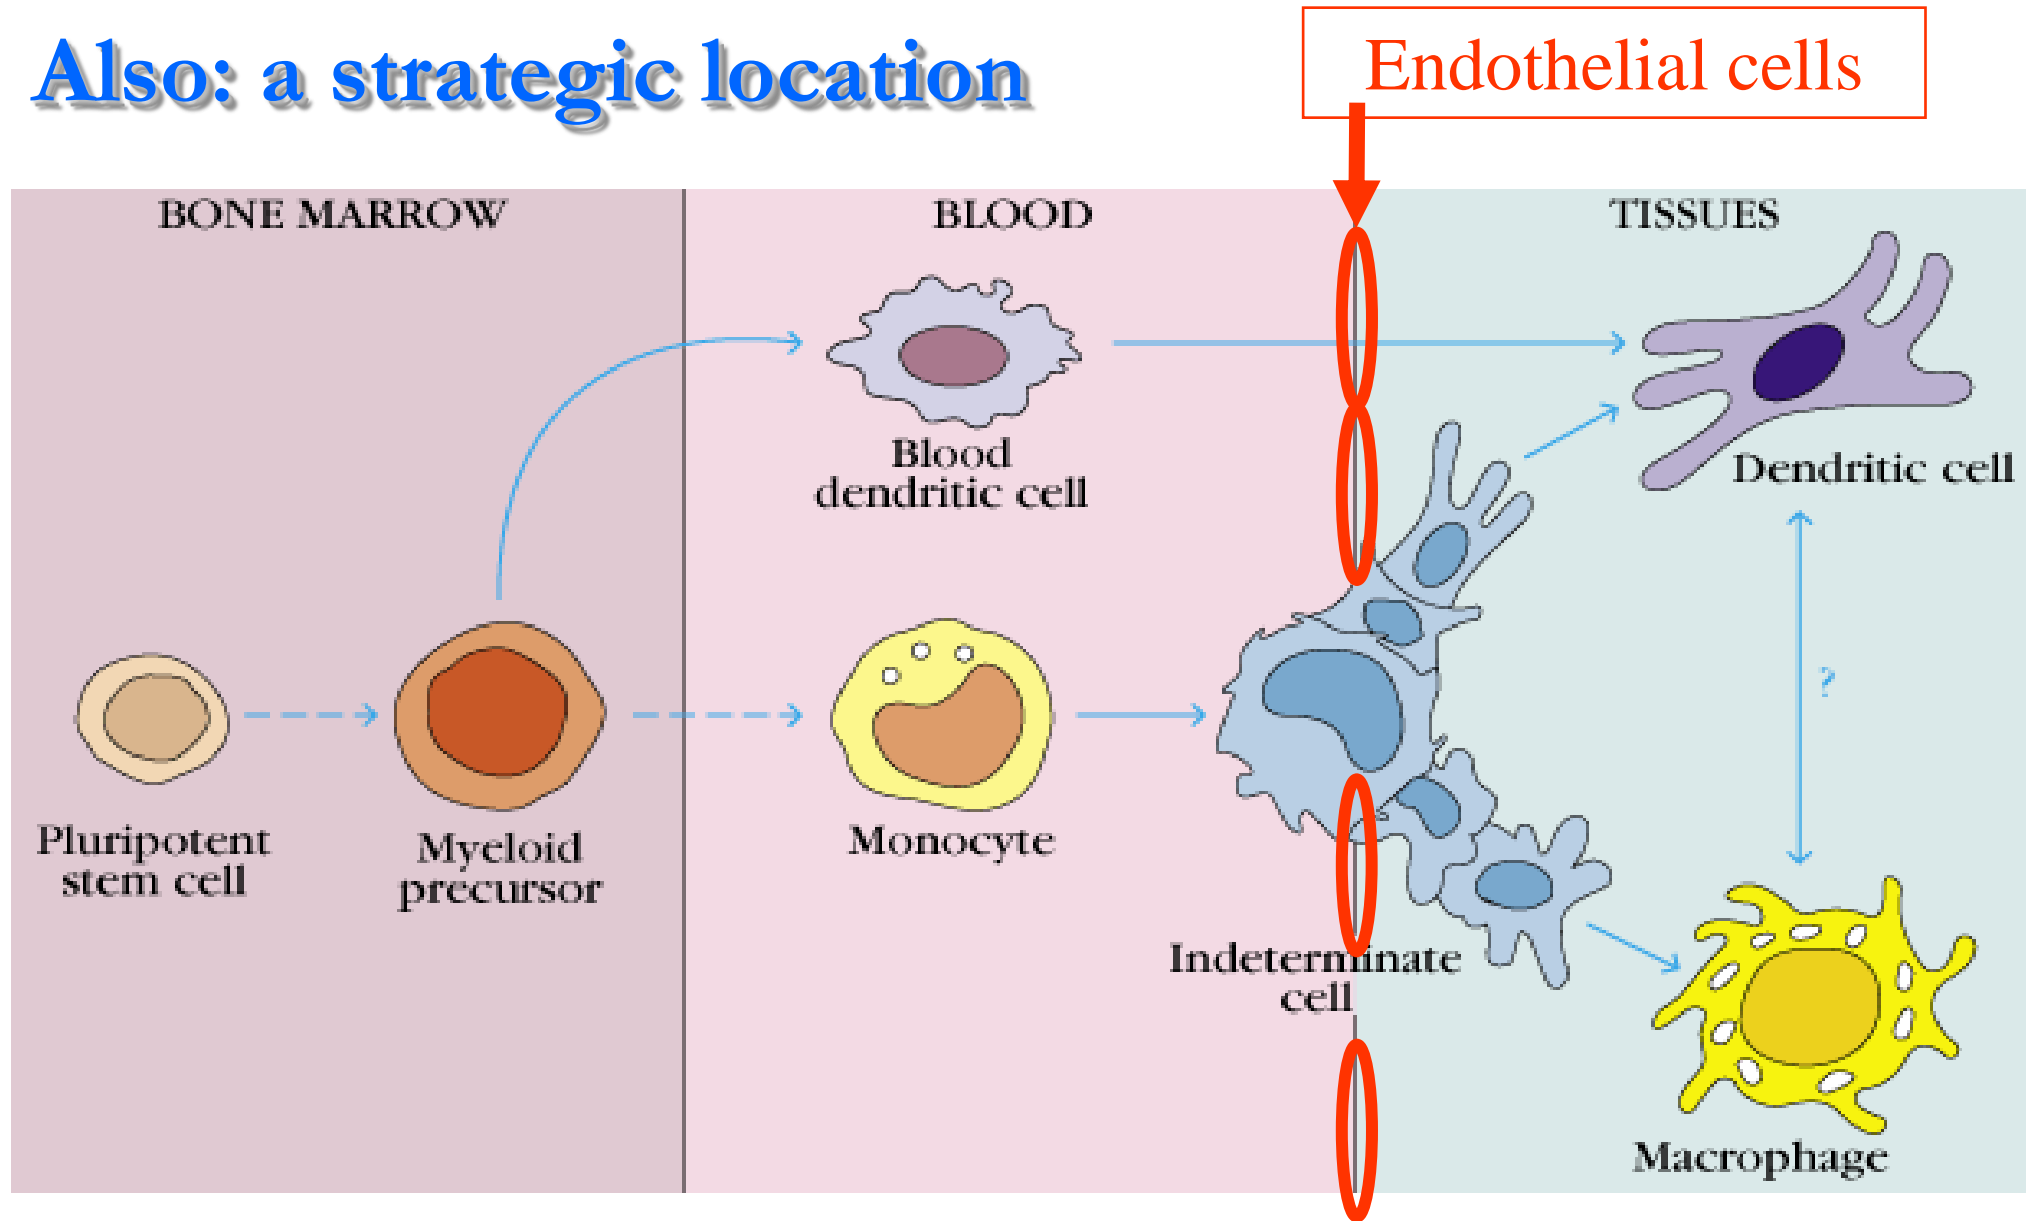 Also: a strategic location
Endothelial cells
BONE MARROW
BLOOD
TISSUES
Blood
dendritic cell
Dendritic cell
?
Pluripotent
stem cell
Myeloid
precursor
Monocyte
Indeterminate
cell
Macrophage